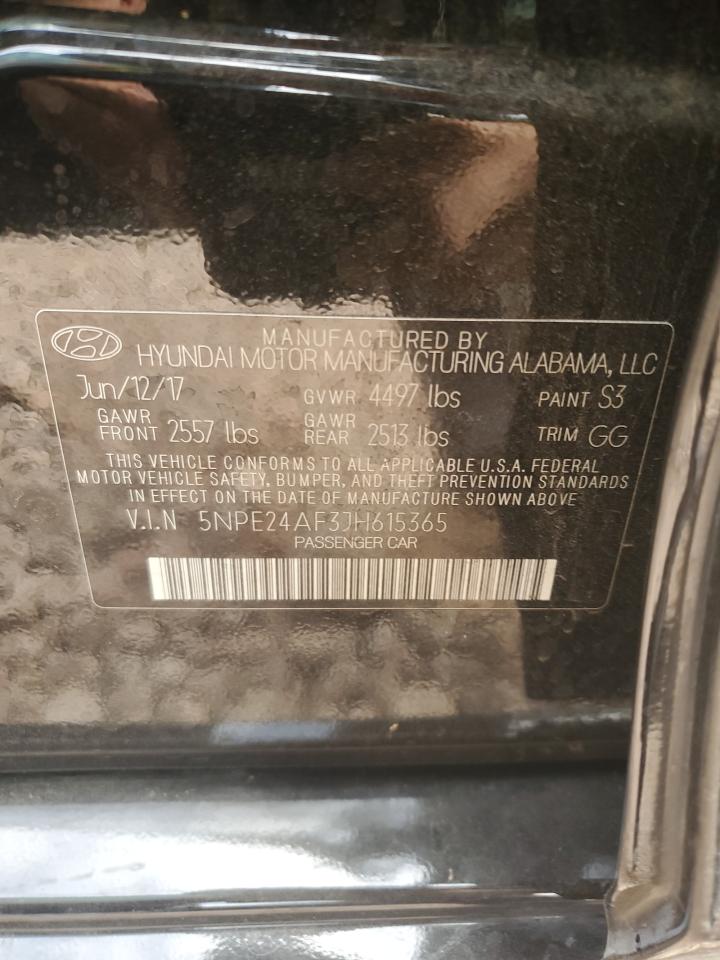 MANUFACTURED BY
HYUNDAI MOTOR MANUFACTURING ALABAMA, LLC
Jun/12/17 GVWR 4497 lbs PAINT S3
GAWR FRONT 2557 lbs GAWR REAR 2513 lbs TRIM GG
THIS VEHICLE CONFORMS TO ALL APPLICABLE U.S.A. FEDERAL
MOTOR VEHICLE SAFETY, BUMPER, AND THEFT PREVENTION STANDARDS
IN EFFECT ON THE DATE OF MANUFACTURE SHOWN ABOVE
V.I.N 5NPE24AF3JH615365
PASSENGER CAR